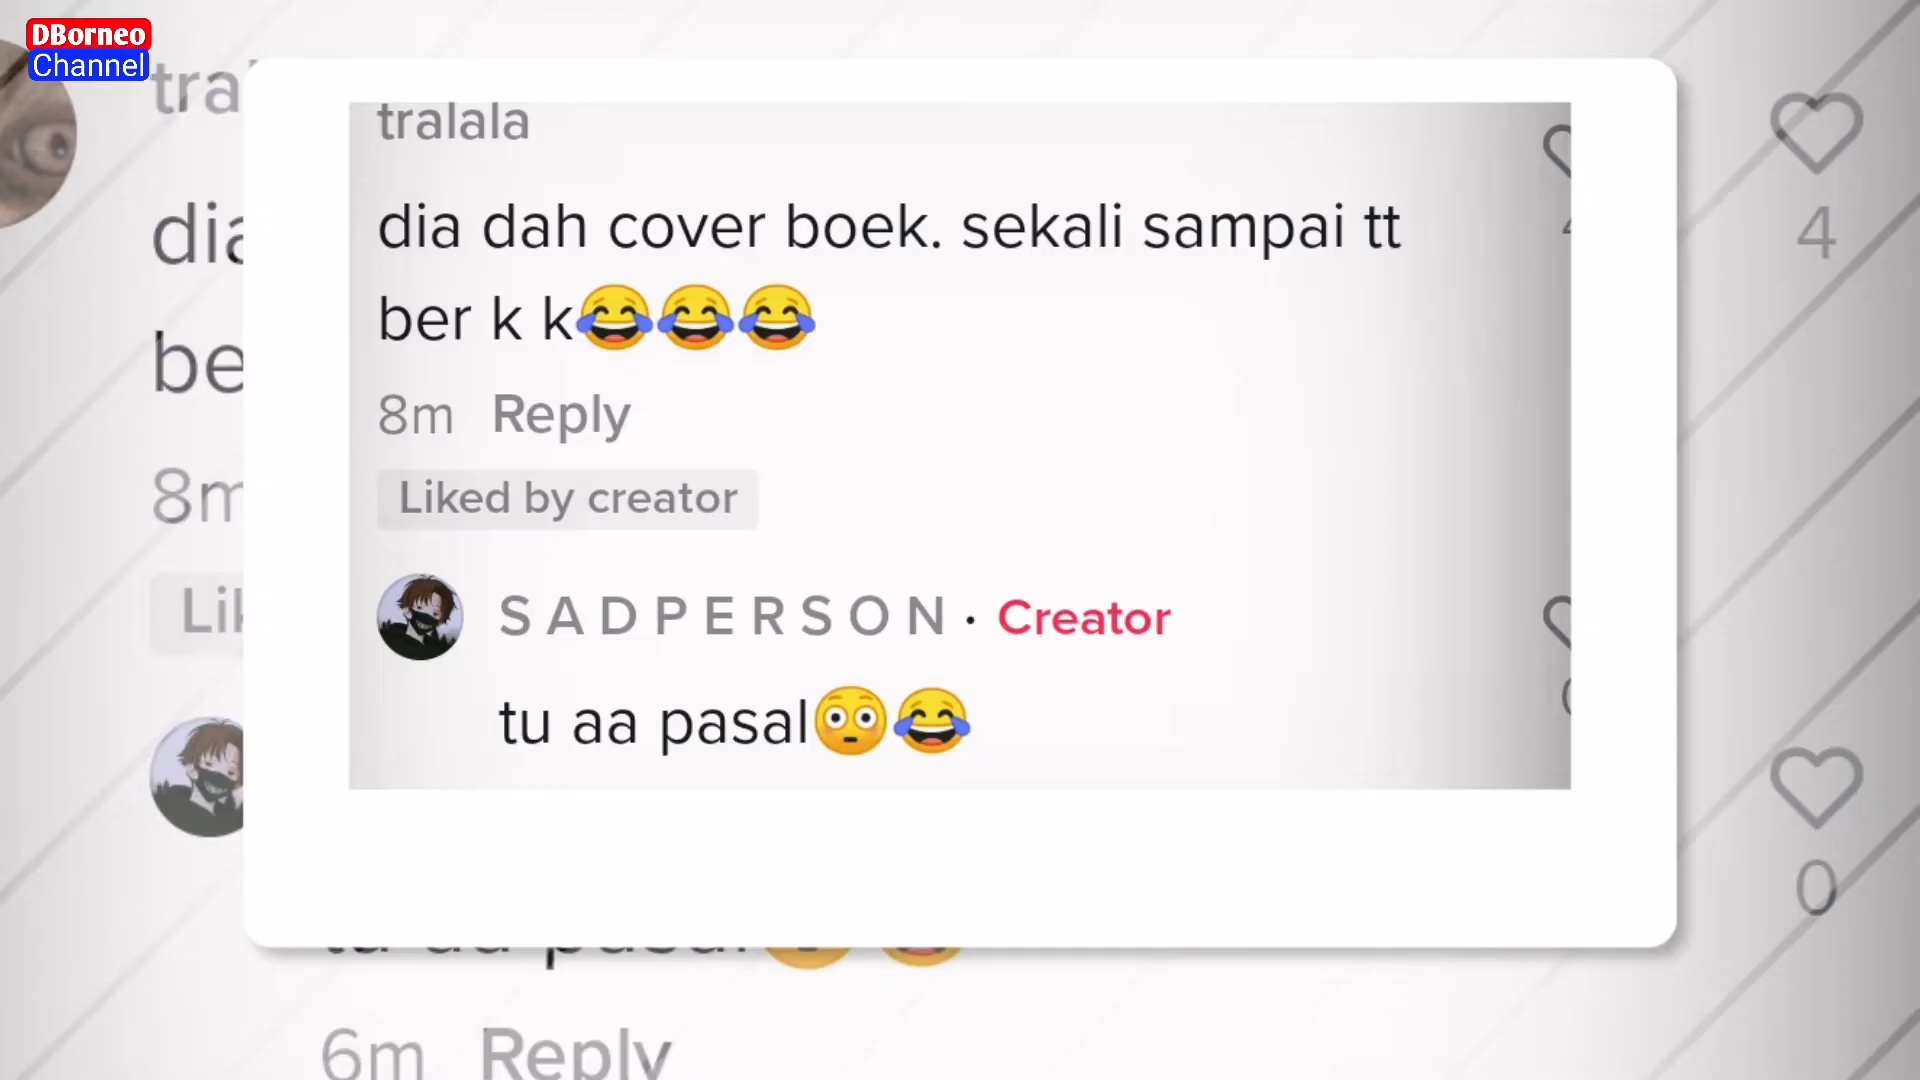 DBorneo
Channel
tralala
dia dah cover boek. sekali sampai tt
ber k k😂😂😂
8m Reply
Liked by creator
S A D P E R S O N · Creator
tu aa pasal😳😂
4
0
6m Reply